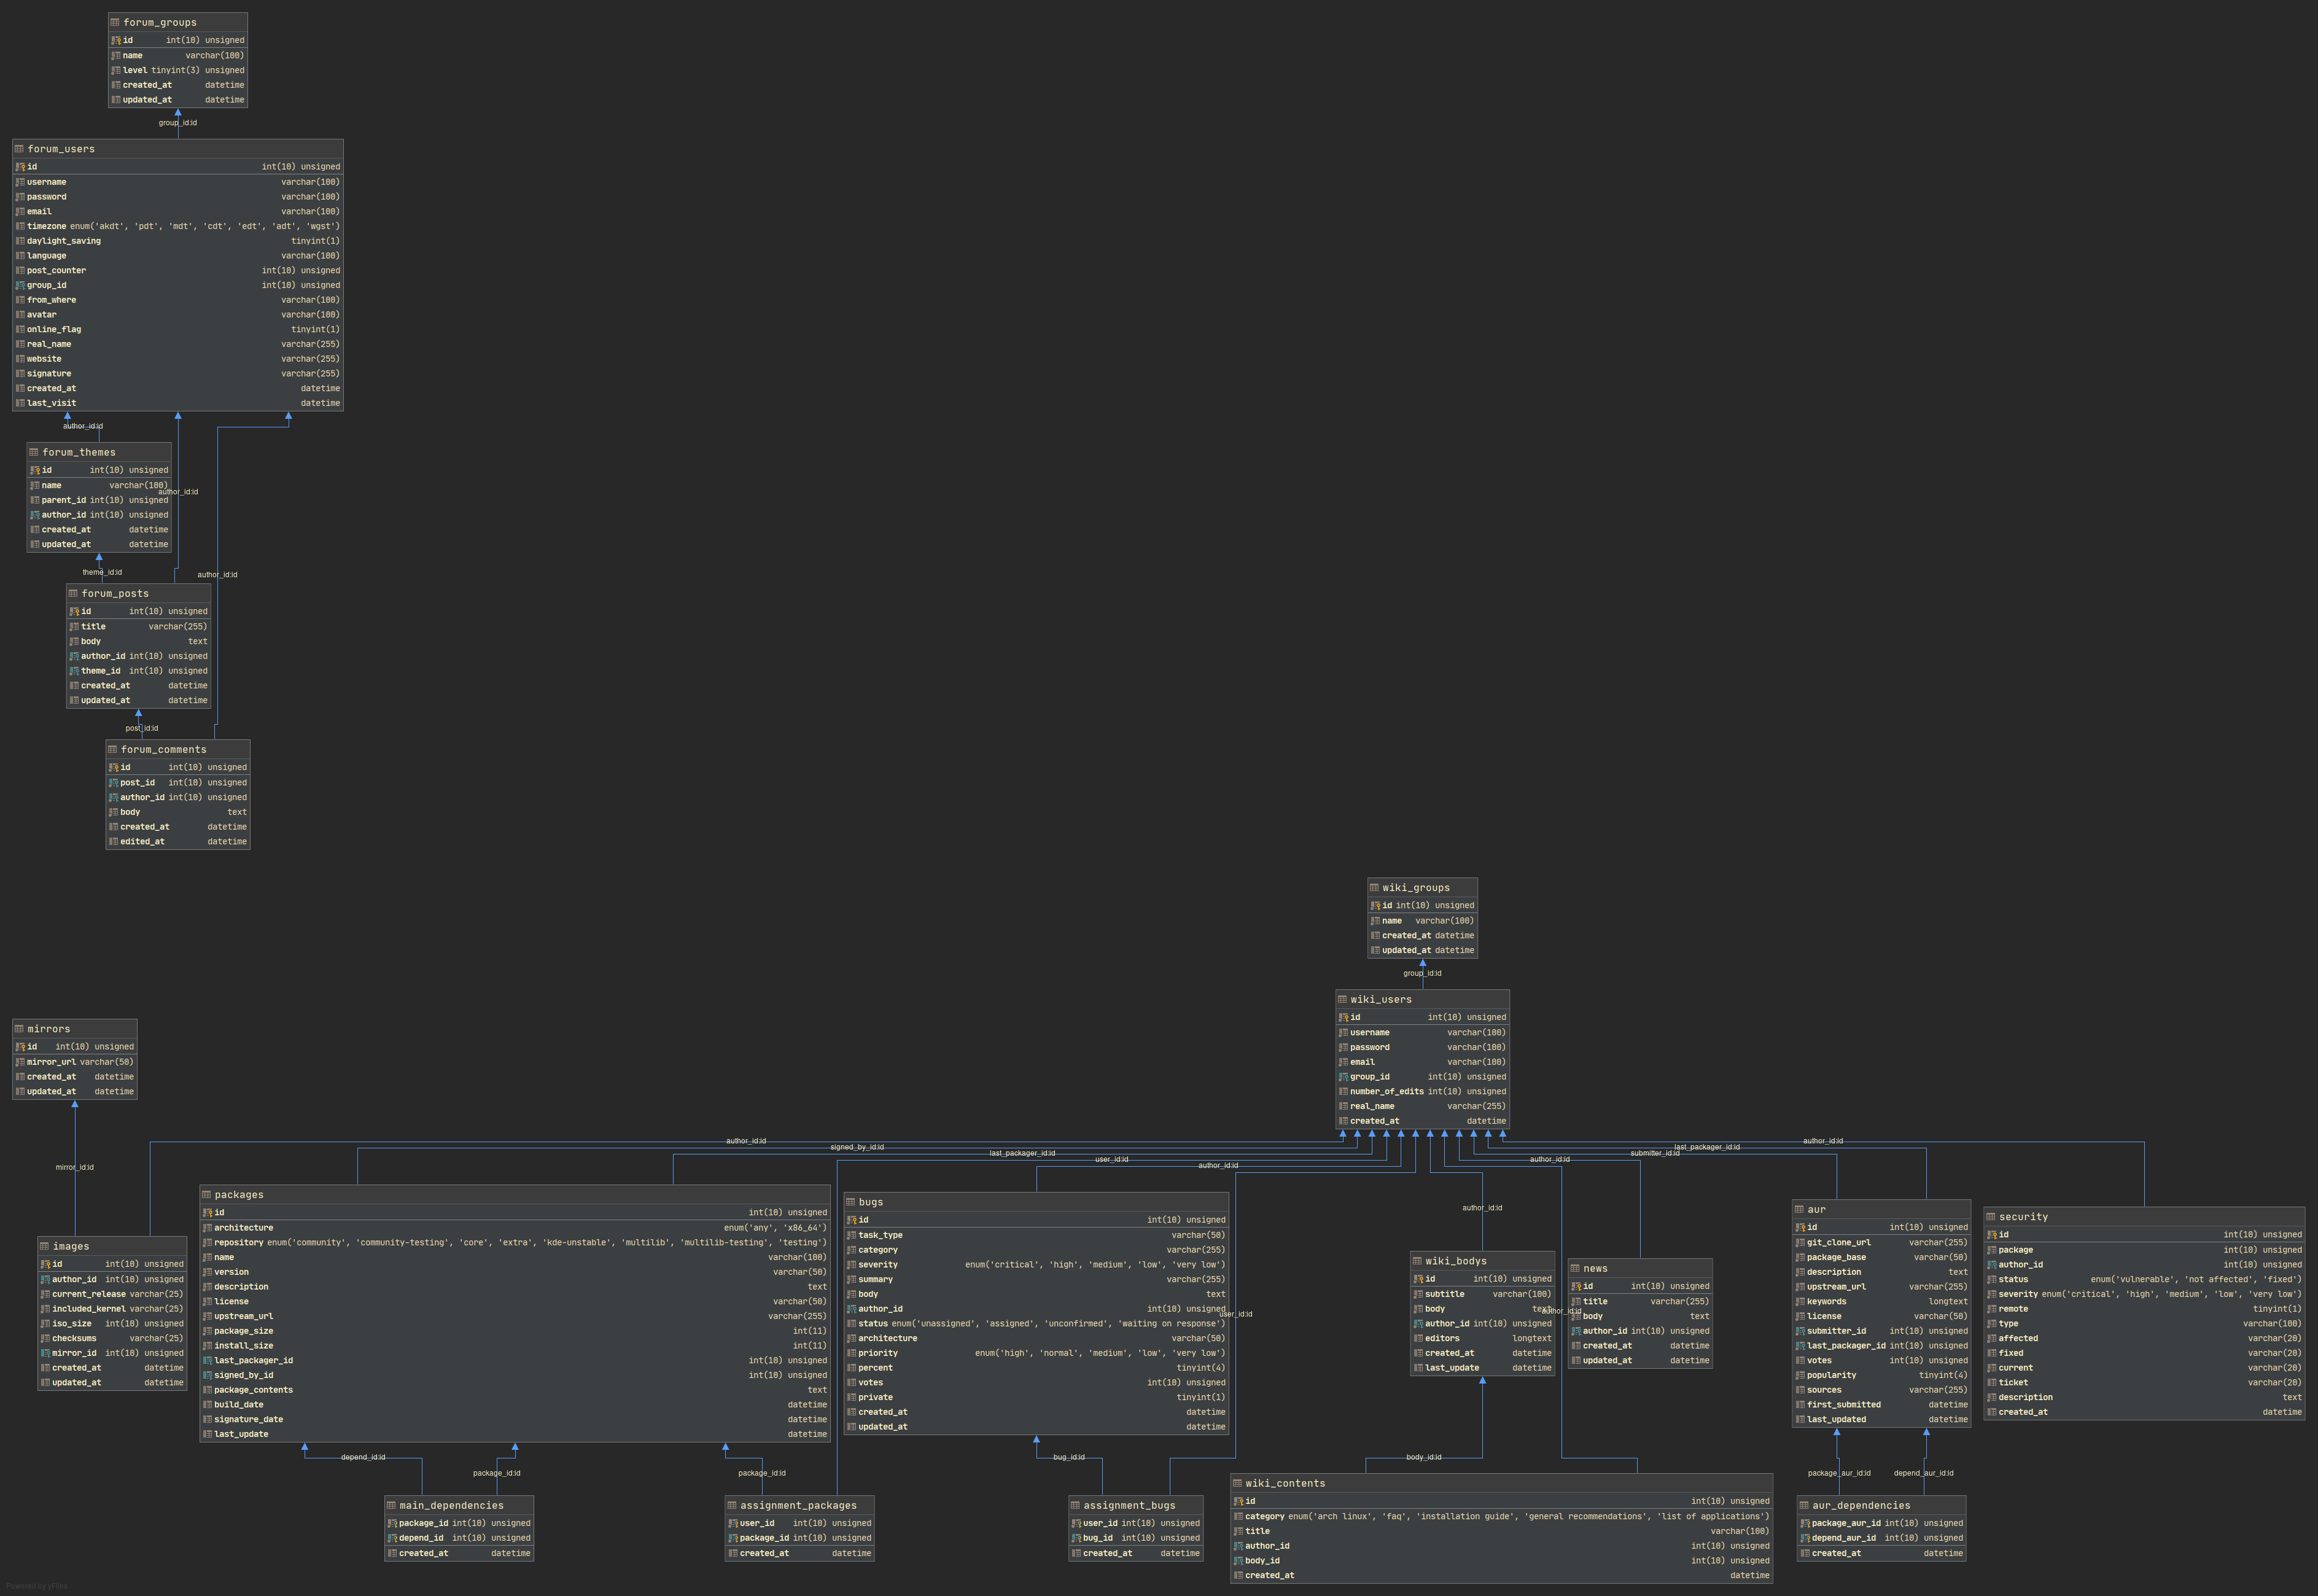 forum_groups
id int(10) unsigned
name varchar(100)
level tinyint(3) unsigned
created_at datetime
updated_at datetime
group_id:id
forum_users
id int(10) unsigned
username varchar(100)
password varchar(100)
email varchar(100)
timezone enum('akdt', 'pdt', 'mdt', 'cdt', 'edt', 'adt', 'wgst')
daylight_saving tinyint(1)
language varchar(100)
post_counter int(10) unsigned
group_id int(10) unsigned
from_where varchar(100)
avatar varchar(100)
online_flag tinyint(1)
real_name varchar(255)
website varchar(255)
signature varchar(255)
created_at datetime
last_visit datetime
author_id:id
forum_themes
id int(10) unsigned
name varchar(100)
parent_id int(10) unsigned
author_id int(10) unsigned
created_at datetime
updated_at datetime
author_id:id
theme_id:id
author_id:id
forum_posts
id int(10) unsigned
title varchar(255)
body text
author_id int(10) unsigned
theme_id int(10) unsigned
created_at datetime
updated_at datetime
post_id:id
forum_comments
id int(10) unsigned
post_id int(10) unsigned
author_id int(10) unsigned
body text
created_at datetime
edited_at datetime
wiki_groups
id int(10) unsigned
name varchar(100)
created_at datetime
updated_at datetime
group_id:id
wiki_users
id int(10) unsigned
username varchar(100)
password varchar(100)
email varchar(100)
group_id int(10) unsigned
number_of_edits int(10) unsigned
real_name varchar(255)
created_at datetime
mirrors
id int(10) unsigned
mirror_url varchar(50)
created_at datetime
updated_at datetime
author_id:id
signed_by_id:id
last_packager_id:id
user_id:id
author_id:id
author_id:id
submitter_id:id
last_packager_id:id
author_id:id
mirror_id:id
images
id int(10) unsigned
author_id int(10) unsigned
current_release varchar(25)
included_kernel varchar(25)
iso_size int(10) unsigned
checksums varchar(25)
mirror_id int(10) unsigned
created_at datetime
updated_at datetime
packages
id int(10) unsigned
architecture enum('any', 'x86_64')
repository enum('community', 'community-testing', 'core', 'extra', 'kde-unstable', 'multilib', 'multilib-testing', 'testing')
name varchar(100)
version varchar(50)
description text
license varchar(50)
upstream_url varchar(255)
package_size int(11)
install_size int(11)
last_packager_id int(10) unsigned
signed_by_id int(10) unsigned
package_contents text
build_date datetime
signature_date datetime
last_update datetime
bugs
id int(10) unsigned
task_type varchar(50)
category varchar(255)
severity enum('critical', 'high', 'medium', 'low', 'very low')
summary varchar(255)
body text
author_id int(10) unsigned
status enum('unassigned', 'assigned', 'unconfirmed', 'waiting on response')
architecture varchar(50)
priority enum('high', 'normal', 'medium', 'low', 'very low')
percent tinyint(4)
votes int(10) unsigned
private tinyint(1)
created_at datetime
updated_at datetime
user_id:id
author_id:id
wiki_bodys
id int(10) unsigned
subtitle varchar(100)
body text
author_id int(10) unsigned
editors longtext
created_at datetime
last_update datetime
author_id:id
news
id int(10) unsigned
title varchar(255)
body text
author_id int(10) unsigned
created_at datetime
updated_at datetime
aur
id int(10) unsigned
git_clone_url varchar(255)
package_base varchar(50)
description text
upstream_url varchar(255)
keywords longtext
license varchar(50)
submitter_id int(10) unsigned
last_packager_id int(10) unsigned
votes int(10) unsigned
popularity tinyint(4)
sources varchar(255)
first_submitted datetime
last_updated datetime
security
id int(10) unsigned
package int(10) unsigned
author_id int(10) unsigned
status enum('vulnerable', 'not affected', 'fixed')
severity enum('critical', 'high', 'medium', 'low', 'very low')
remote tinyint(1)
type varchar(100)
affected varchar(20)
fixed varchar(20)
current varchar(20)
ticket varchar(20)
description text
created_at datetime
depend_id:id
package_id:id
package_id:id
bug_id:id
body_id:id
package_aur_id:id
depend_aur_id:id
main_dependencies
package_id int(10) unsigned
depend_id int(10) unsigned
created_at datetime
assignment_packages
user_id int(10) unsigned
package_id int(10) unsigned
created_at datetime
assignment_bugs
user_id int(10) unsigned
bug_id int(10) unsigned
created_at datetime
wiki_contents
id int(10) unsigned
category enum('arch linux', 'faq', 'installation guide', 'general recommendations', 'list of applications')
title varchar(100)
author_id int(10) unsigned
body_id int(10) unsigned
created_at datetime
aur_dependencies
package_aur_id int(10) unsigned
depend_aur_id int(10) unsigned
created_at datetime
Powered by yFiles